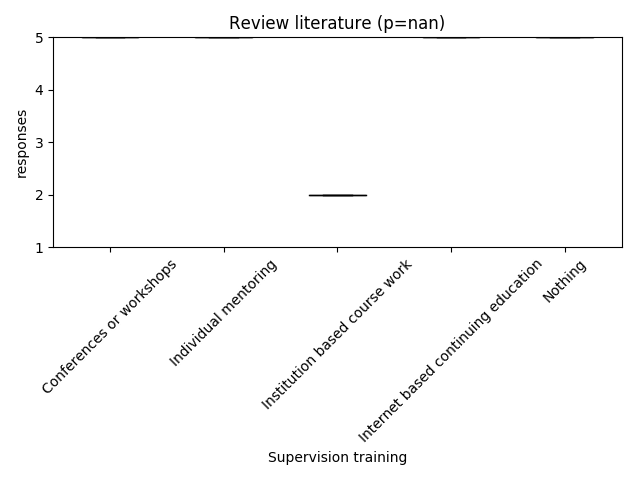 Review literature (p=nan)
responses
5
4
3
2
1
Conferences or workshops
Individual mentoring
Institution based course work
Internet based continuing education
Nothing
Supervision training